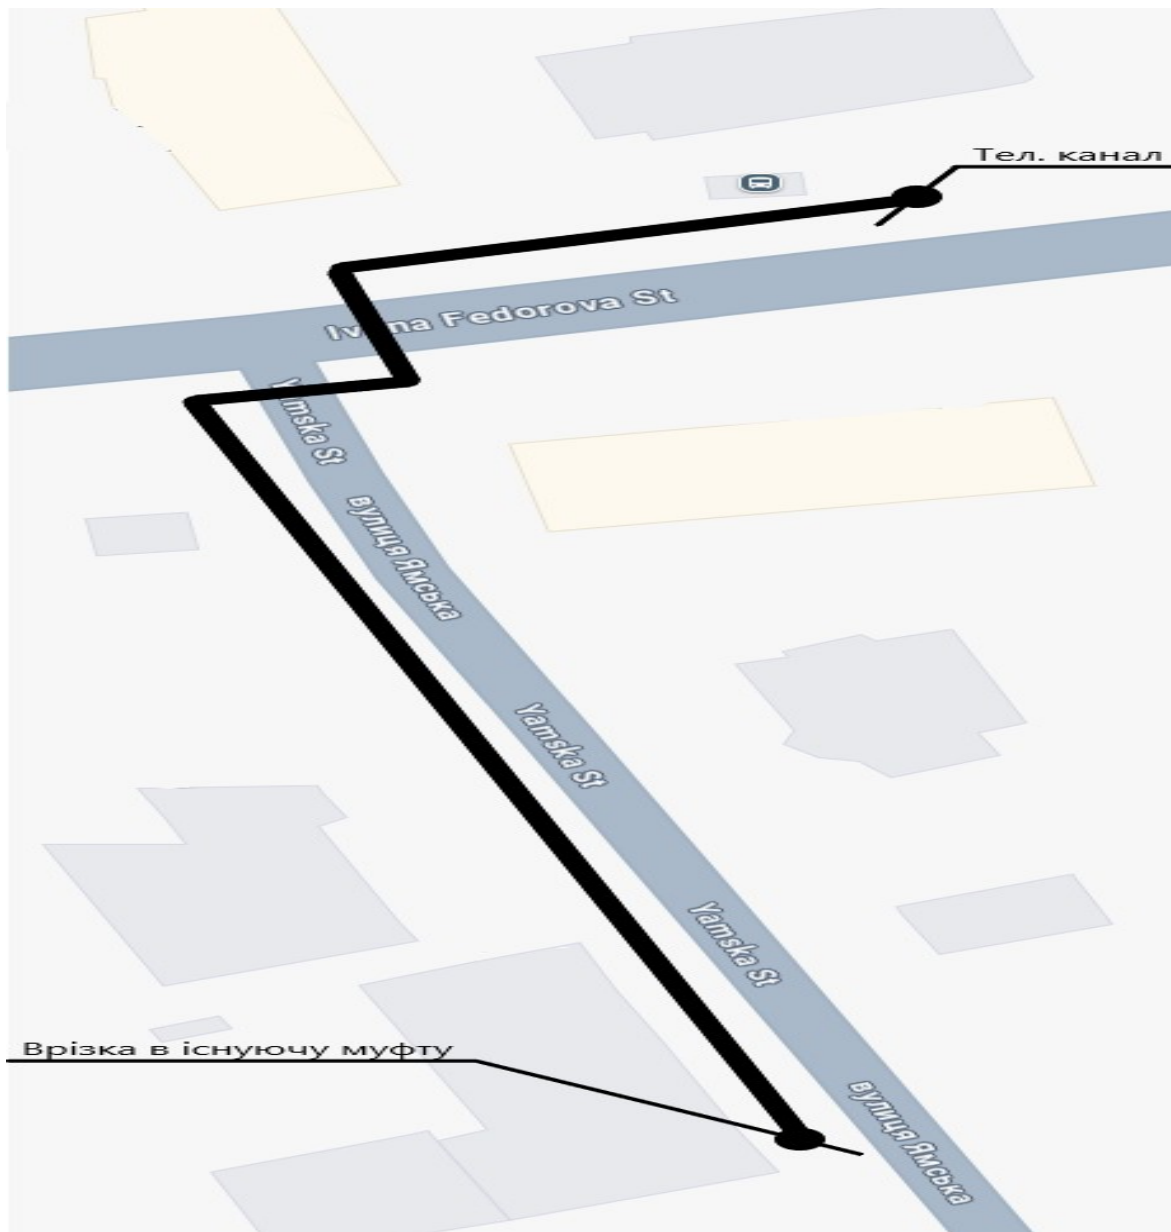 Тел. канал
Ivana Fedorova St
Yamska St
вулиця Ямська
Yamska St
Yamska St
Врізка в існуючу муфту
вулиця Ямська